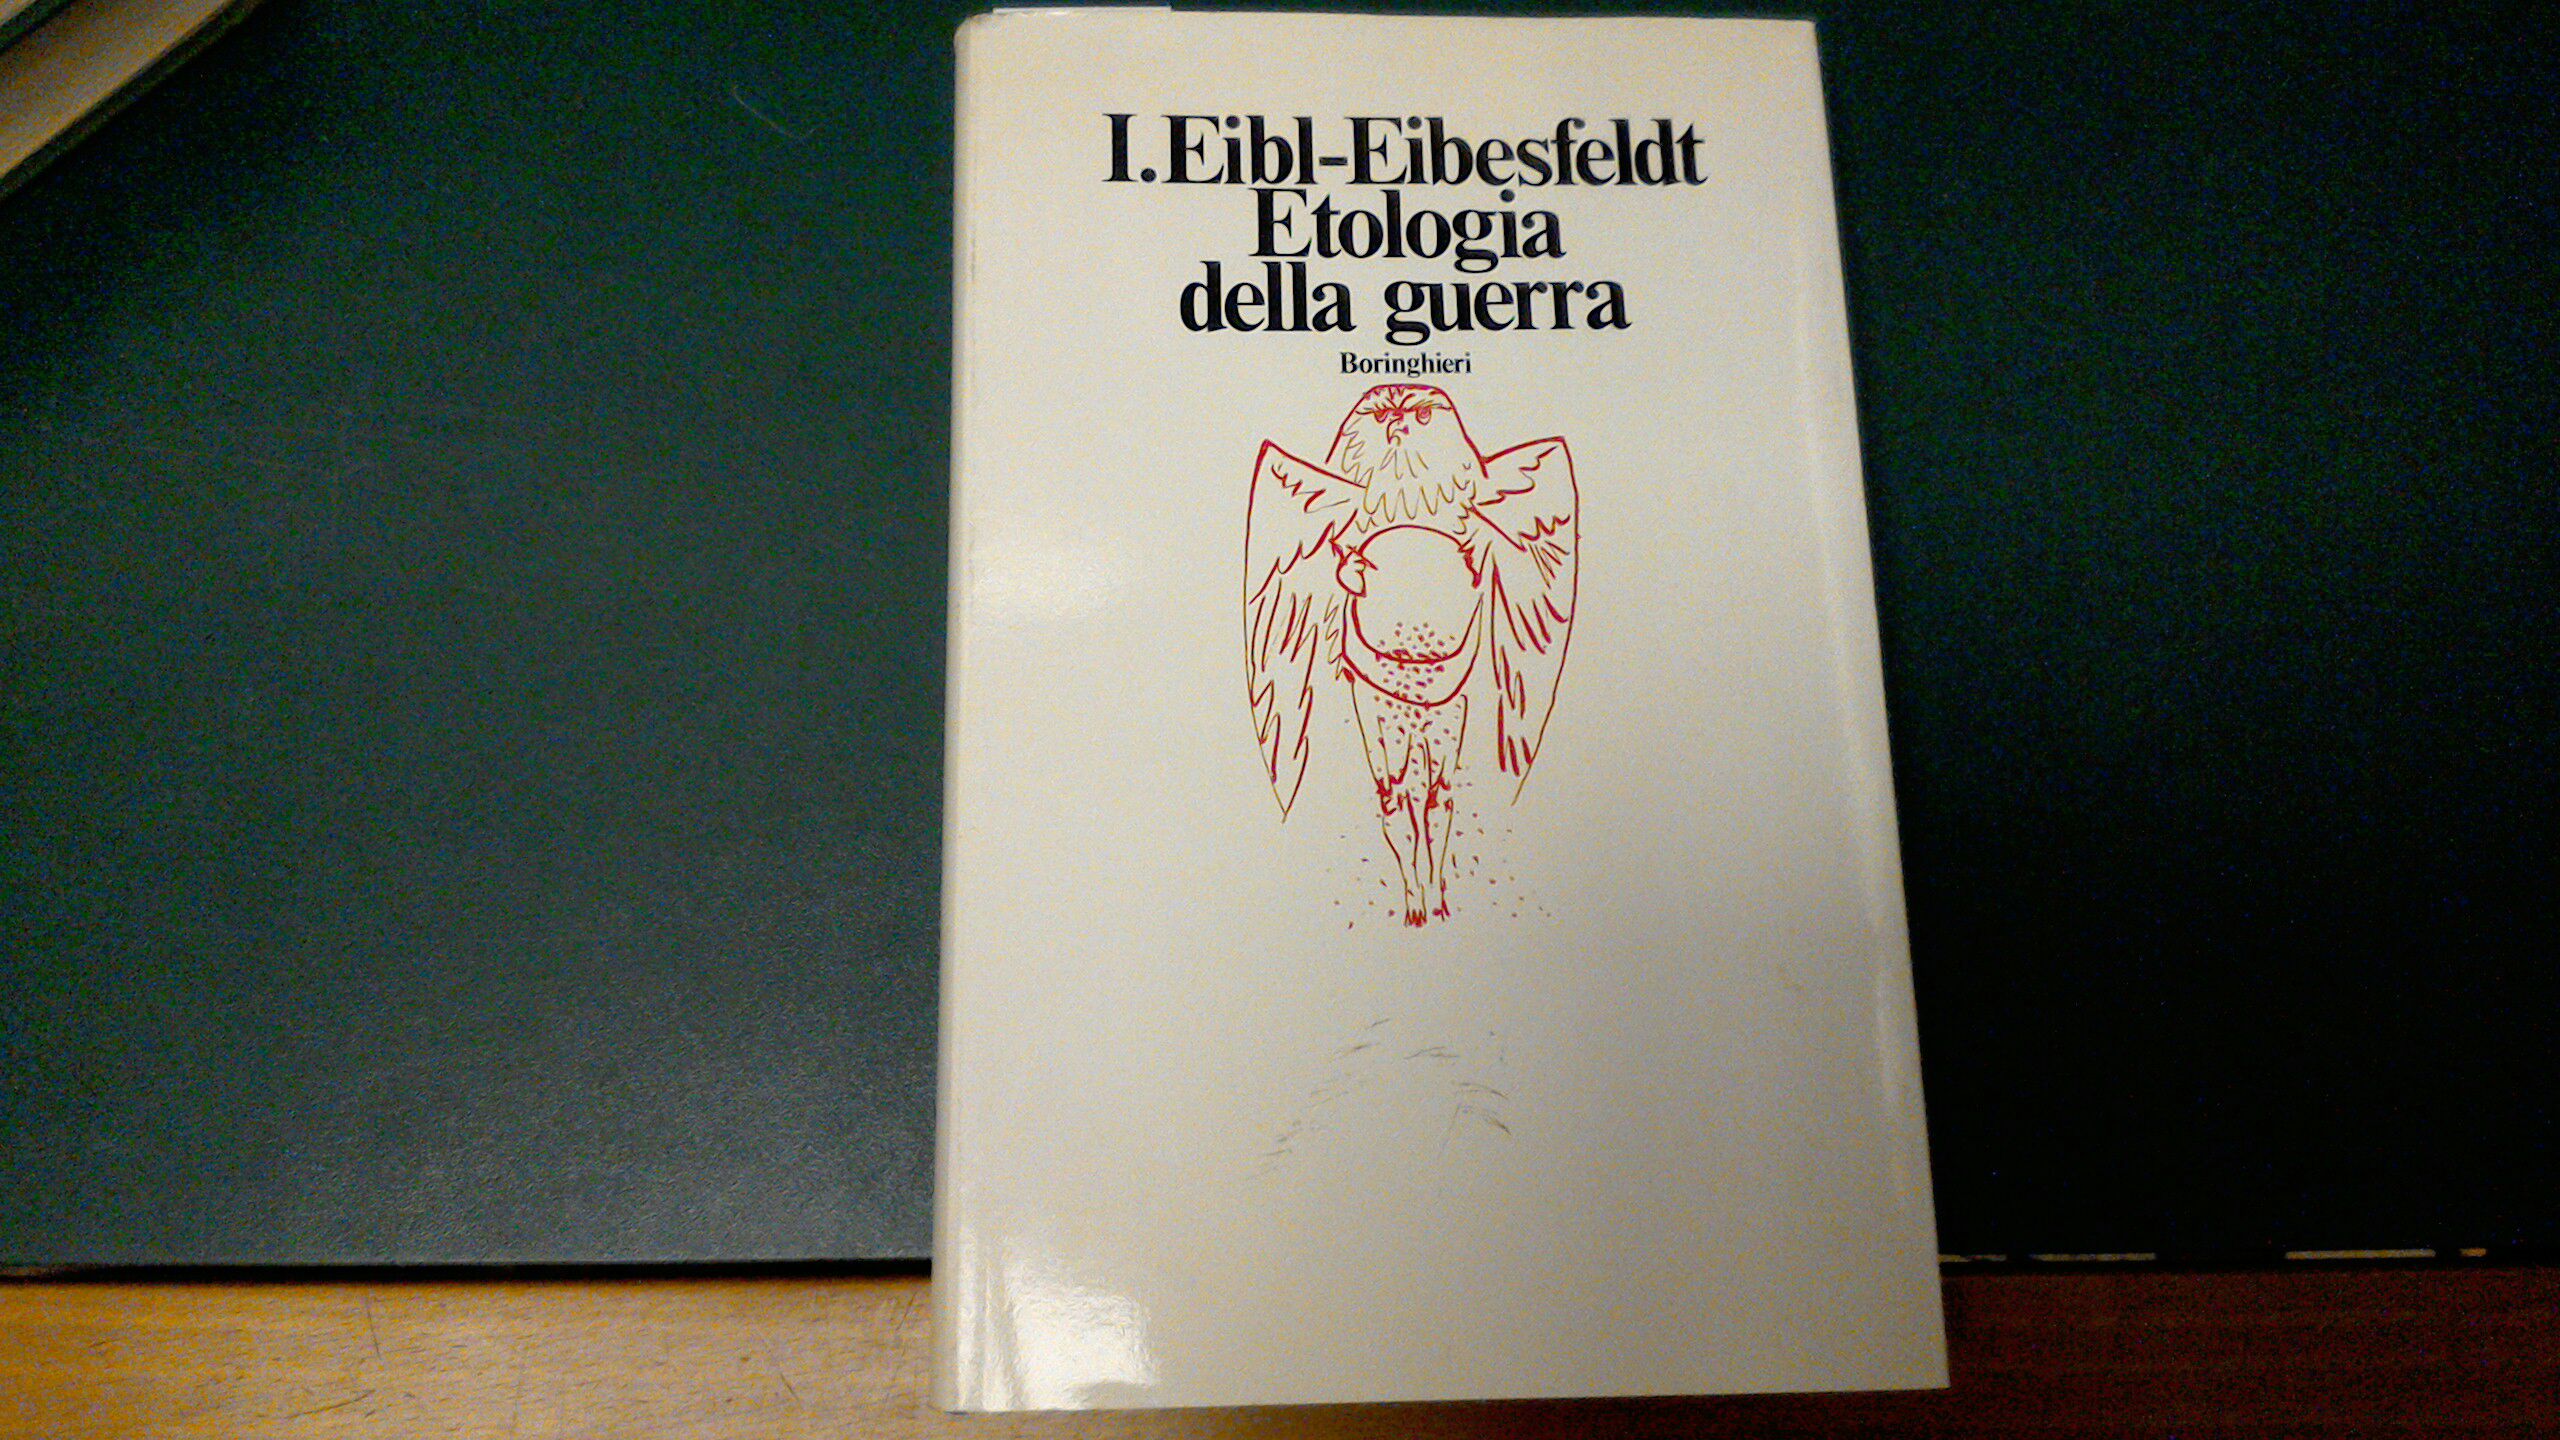 I. Eibl-Eibesfeldt
Etologia
della guerra
Boringhieri